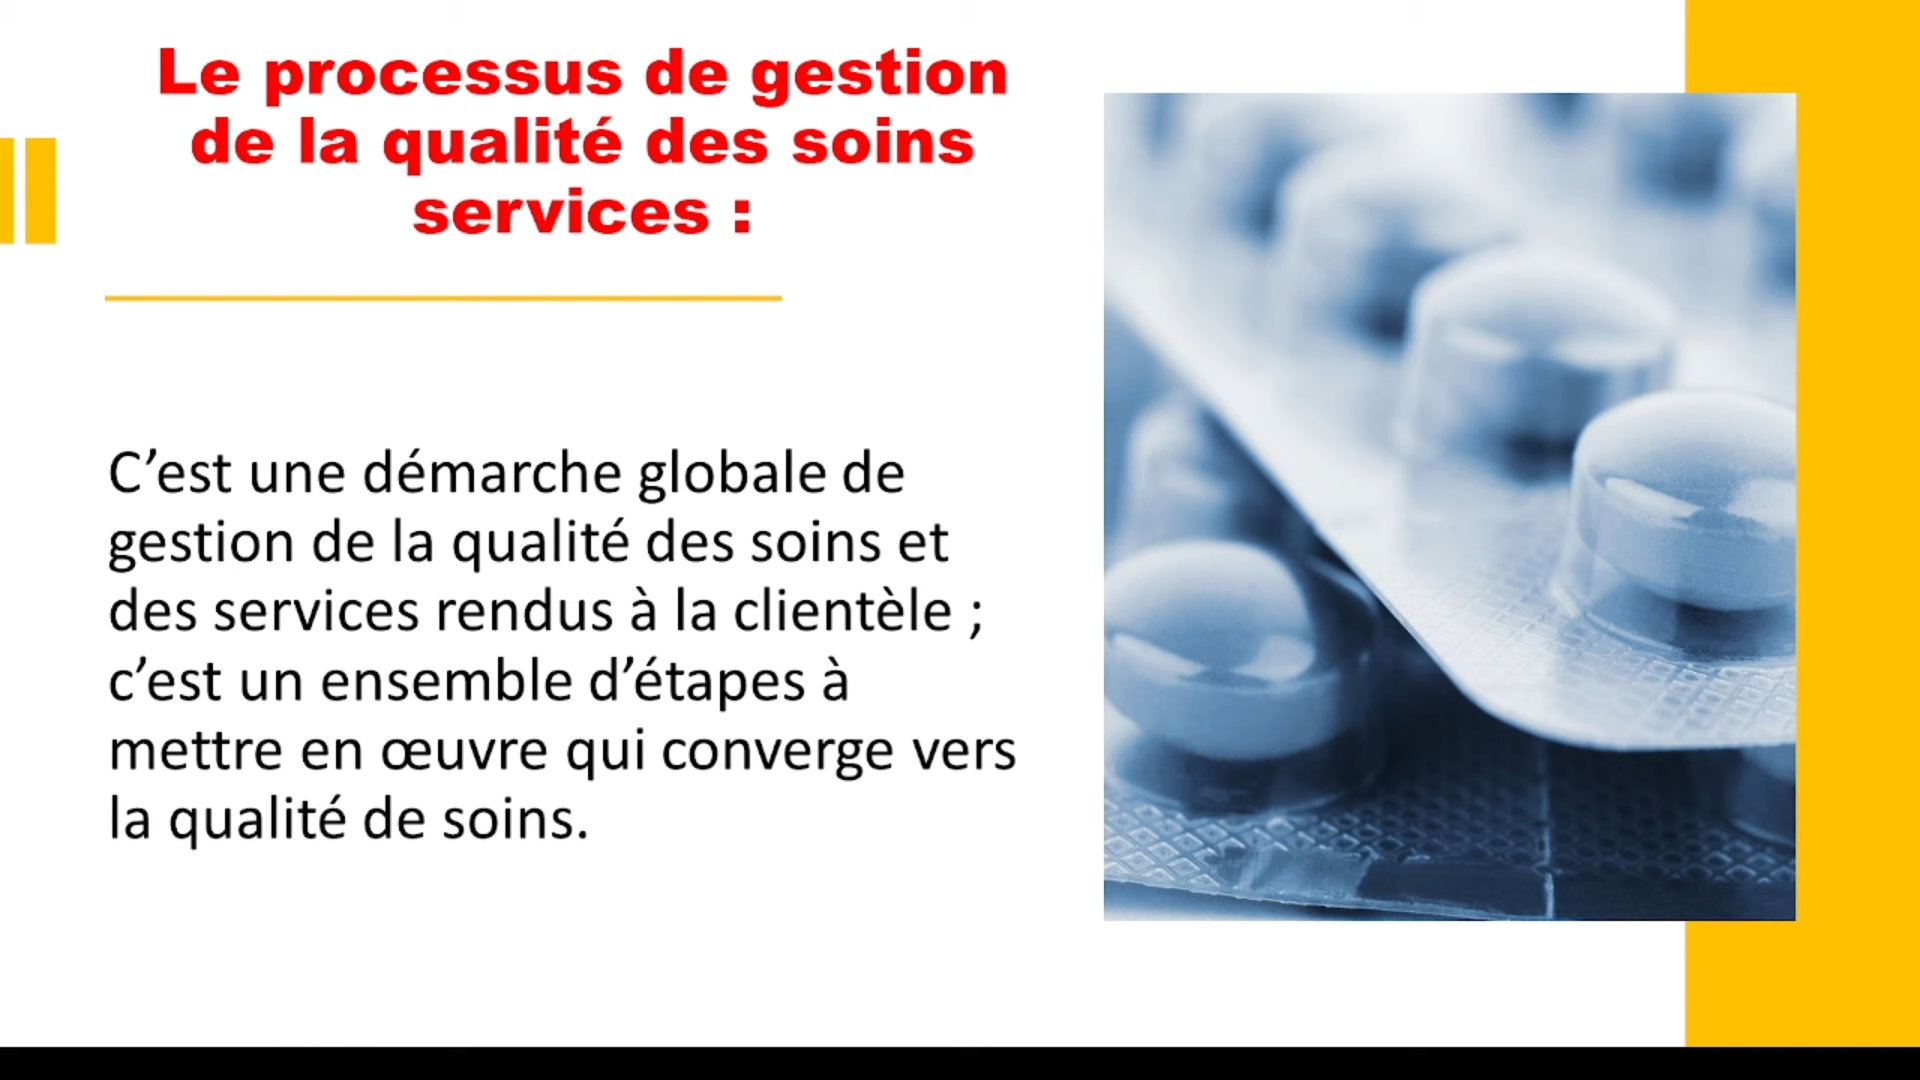 Le processus de gestion
de la qualité des soins
services :
C’est une démarche globale de
gestion de la qualité des soins et
des services rendus à la clientèle ;
c’est un ensemble d’étapes à
mettre en œuvre qui converge vers
la qualité de soins.